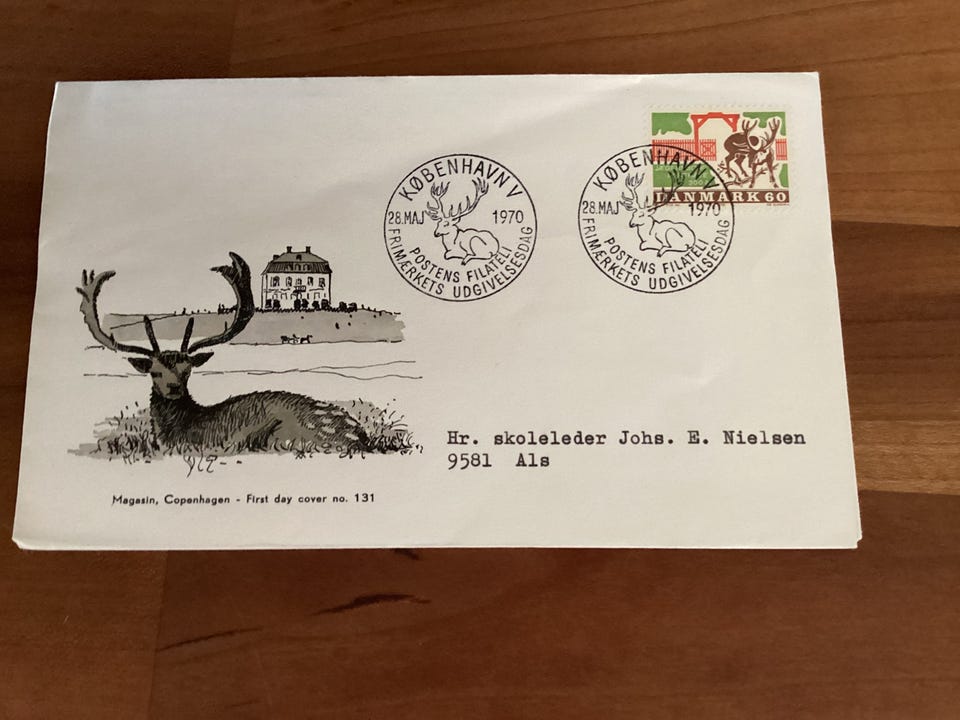 KØBENHAVN V
28.MAJ 1970
POSTENS FILATELI
FRIMÆRKETS UDGIVELSESDAG
KØBENHAVN V
28.MAJ 1970
POSTENS FILATELI
FRIMÆRKETS UDGIVELSESDAG
DANMARK 60
Hr. skoleleder Johs. E. Nielsen
9581 Als
Magasin, Copenhagen - First day cover no. 131